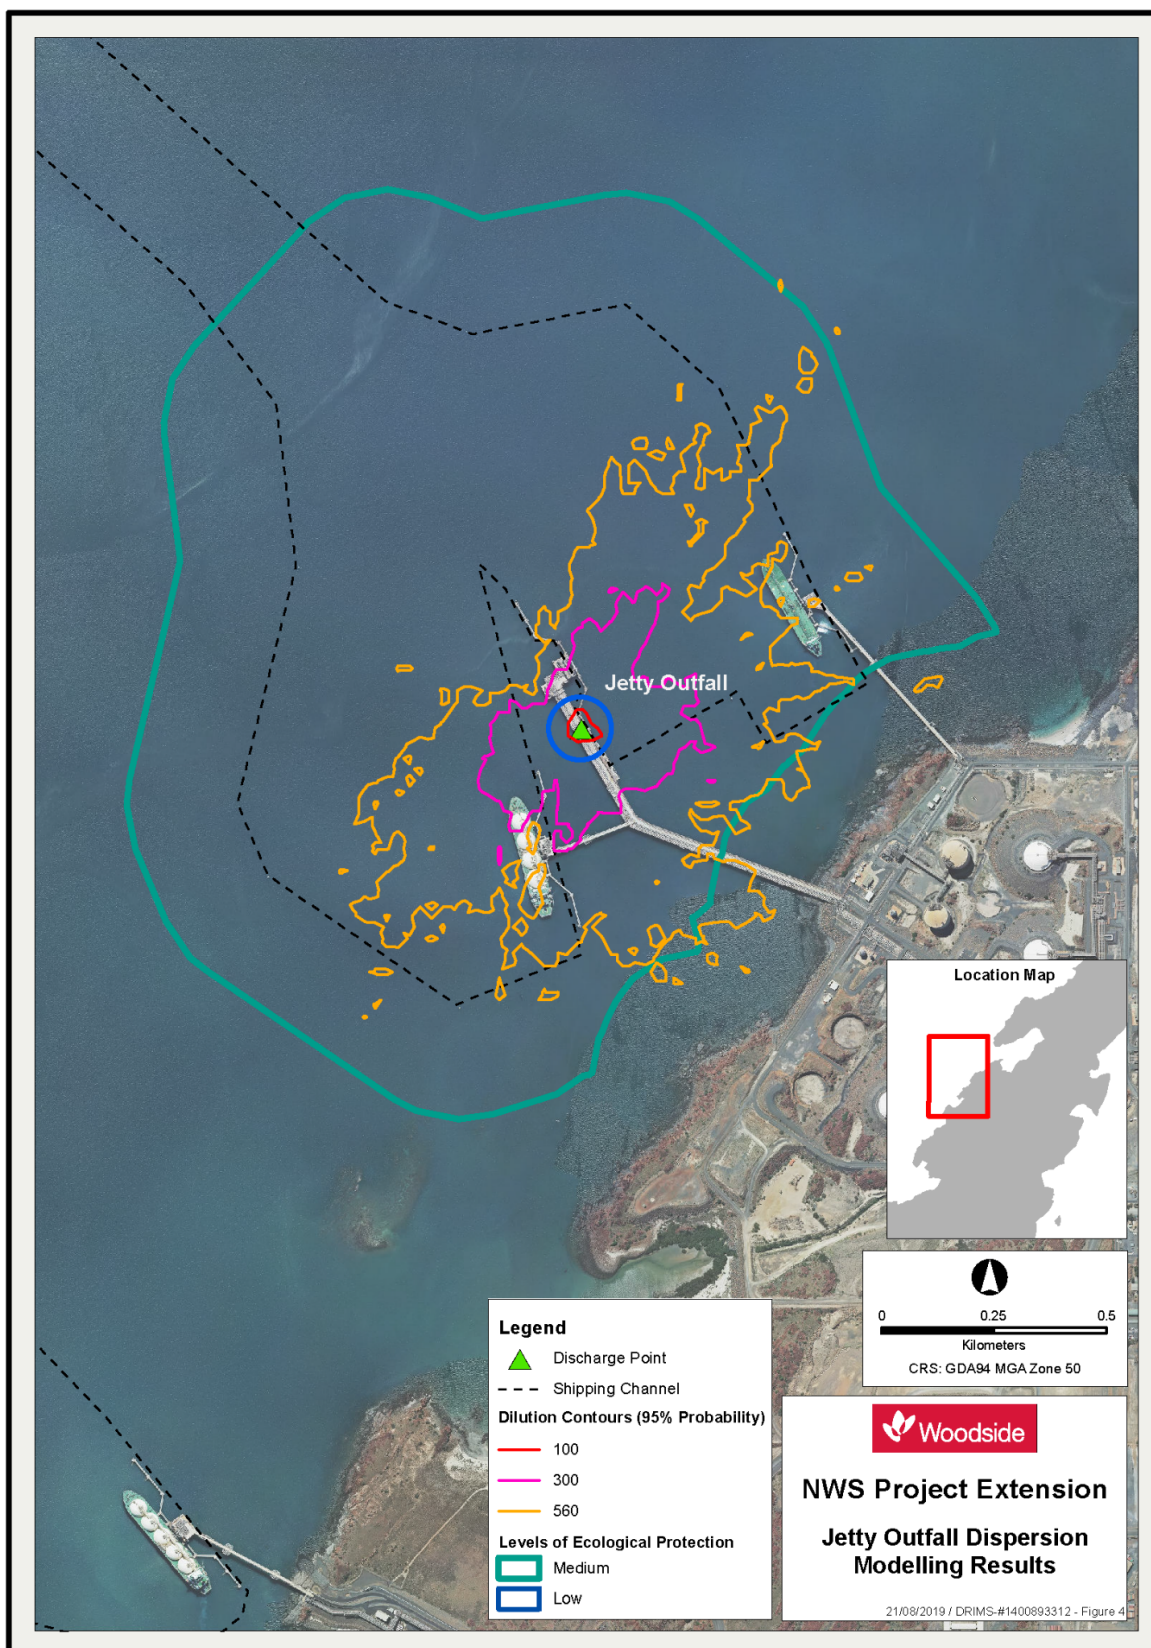 Jetty Outfall
Location Map
0 0.25 0.5
Kilometers
CRS: GDA94 MGA Zone 50
Legend
Discharge Point
Shipping Channel
Dilution Contours (95% Probability)
100
300
560
Levels of Ecological Protection
Medium
Low
Woodside
NWS Project Extension
Jetty Outfall Dispersion
Modelling Results
21/08/2019 / DRIMS-#1400893312 - Figure 4